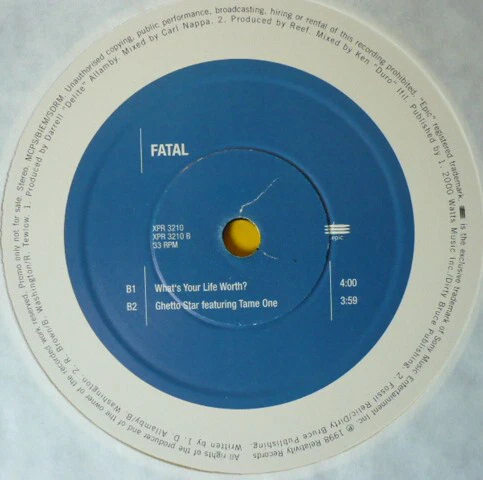 FATAL
XPR 3210
XPR 3210 B
33 RPM
epic
B1 What's Your Life Worth? 4:00
B2 Ghetto Star featuring Tame One 3:59
All rights of the producer and of the owner of the recorded work reserved. Promo only not for sale. Stereo. MCPS/BIEM/SDRM. Unauthorised copying, public performance, broadcasting, hiring or rental of this recording prohibited. "Epic" registered trademark. is the exclusive trademark of Sony Music Entertainment Inc. ℗ 1998 Relativity Records
Written by 1. D. Allamby/B. Washington. 2. R. Brown/B. Washington/R. Tewlow. 1. Produced by Darrell "Delite" Allamby. Mixed by Carl Nappa. 2. Produced by Reef. Mixed by Ken "Duro" Ifil. Published by 1. 2000 Watts Music Inc./Dirty Bruce Publishing. 2. Fossil Relic/Dirty Bruce Publishing.